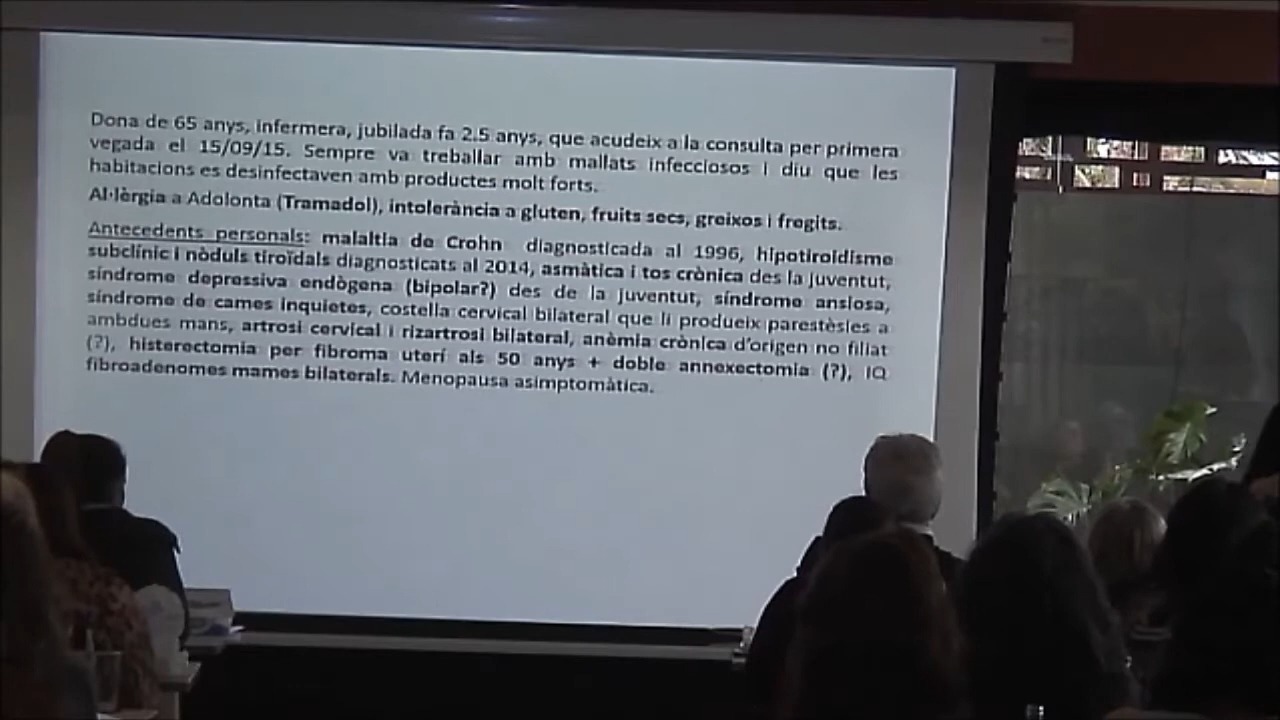 Dona de 65 anys, infermera, jubilada fa 2.5 anys, que acudeix a la consulta per primera
vegada el 15/09/15. Sempre va treballar amb mallats infecciosos i diu que les
habitacions es desinfectaven amb productes molt forts.
Al·lèrgia a Adolonta (Tramadol), intolerància a gluten, fruits secs, greixos i fregits.
Antecedents personals: malaltia de Crohn diagnosticada al 1996, hipotiroidisme
subclínic i nòduls tiroïdals diagnosticats al 2014, asmàtica i tos crònica des la juventut,
síndrome depressiva endògena (bipolar?) des de la juventut, síndrome ansiosa,
síndrome de cames inquietes, costella cervical bilateral que li produeix parestèsies a
ambdues mans, artrosi cervical i rizartrosi bilateral, anèmia crònica d'origen no filiat
(?), histerectomia per fibroma uterí als 50 anys + doble annexectomia (?), IQ
fibroadenomes mames bilaterals. Menopausa asimptomàtica.